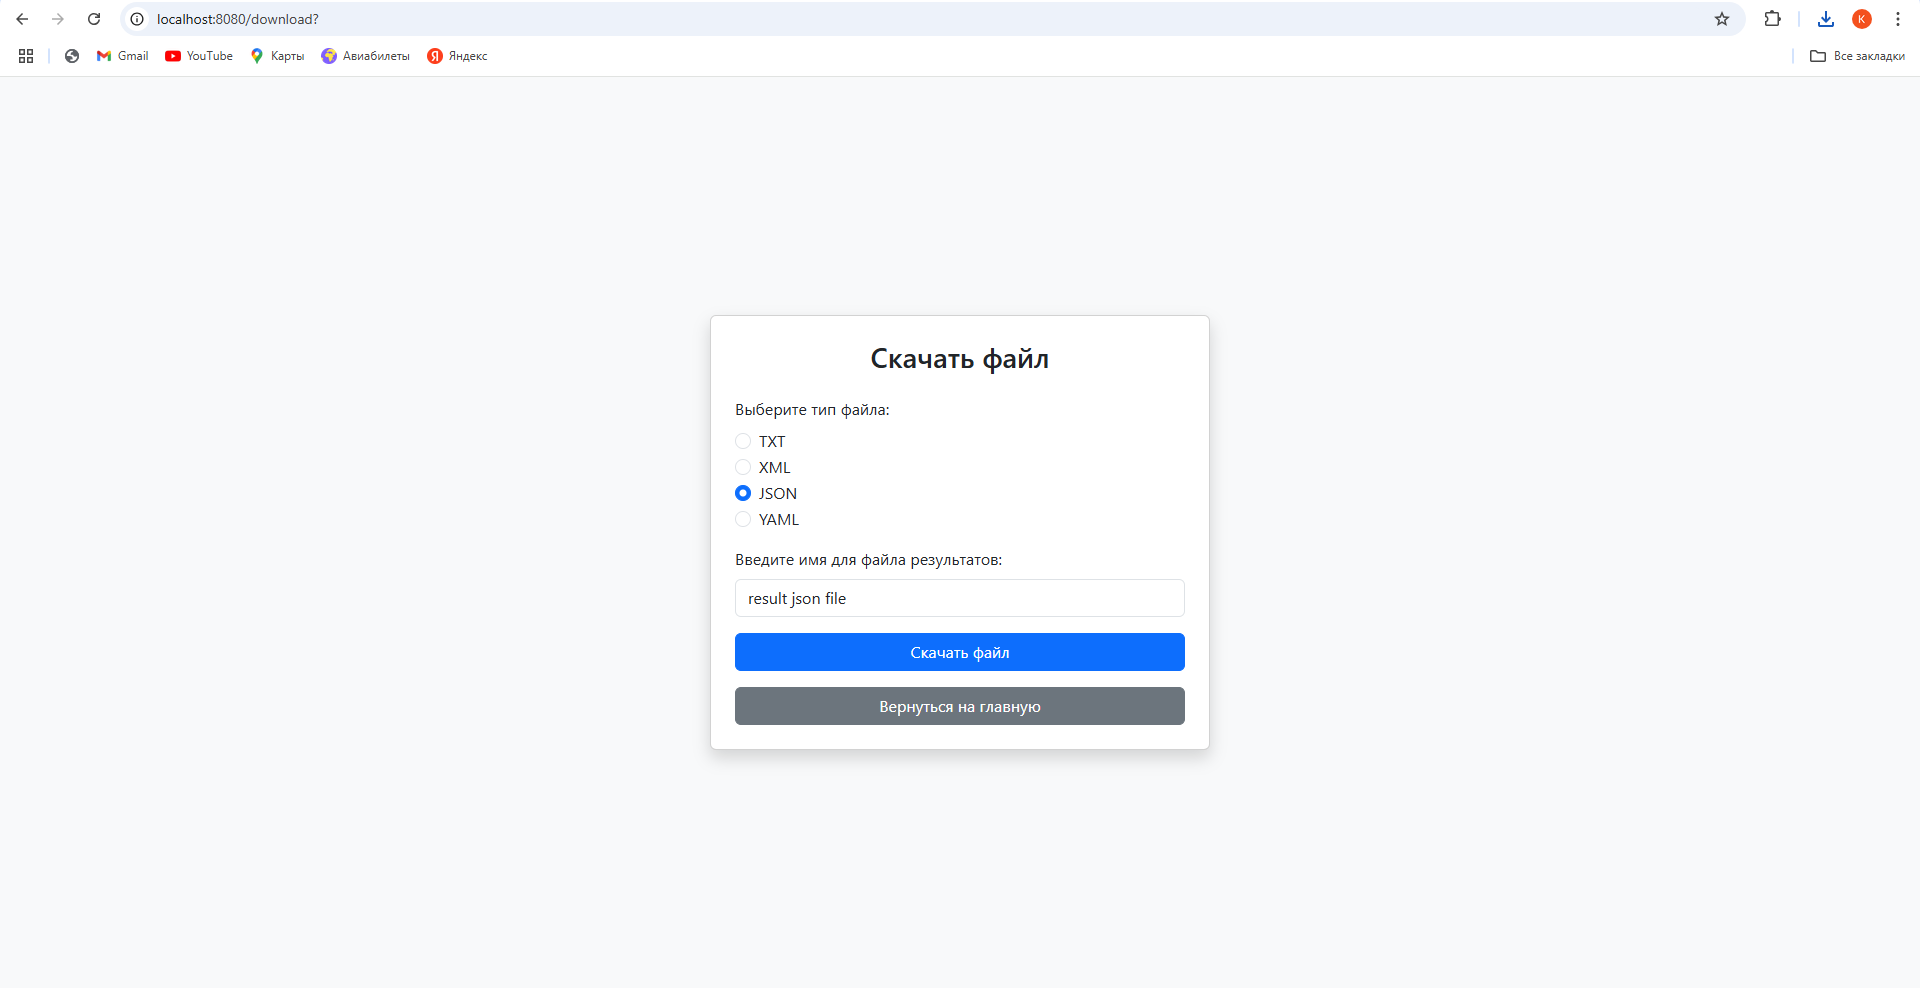 localhost:8080/download?
K
Gmail
YouTube
Карты
Авиабилеты
Я
Яндекс
Все закладки
Скачать файл
Выберите тип файла:
TXT
XML
JSON
YAML
Введите имя для файла результатов:
result json file
Скачать файл
Вернуться на главную